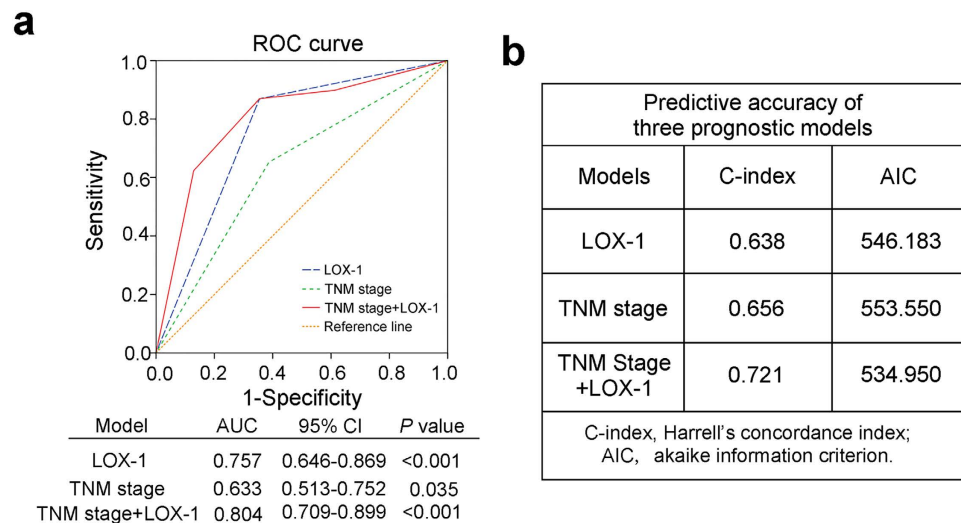 a
ROC curve
Sensitivity
1.0
0.8
0.6
0.4
0.2
0.0
LOX-1
TNM stage
TNM stage+LOX-1
Reference line
0.0 0.2 0.4 0.6 0.8 1.0
1-Specificity
Model AUC 95% CI P value
LOX-1 0.757 0.646-0.869 <0.001
TNM stage 0.633 0.513-0.752 0.035
TNM stage+LOX-1 0.804 0.709-0.899 <0.001
b
Predictive accuracy of
three prognostic models
Models C-index AIC
LOX-1 0.638 546.183
TNM stage 0.656 553.550
TNM Stage
+LOX-1 0.721 534.950
C-index, Harrell's concordance index;
AIC, akaike information criterion.